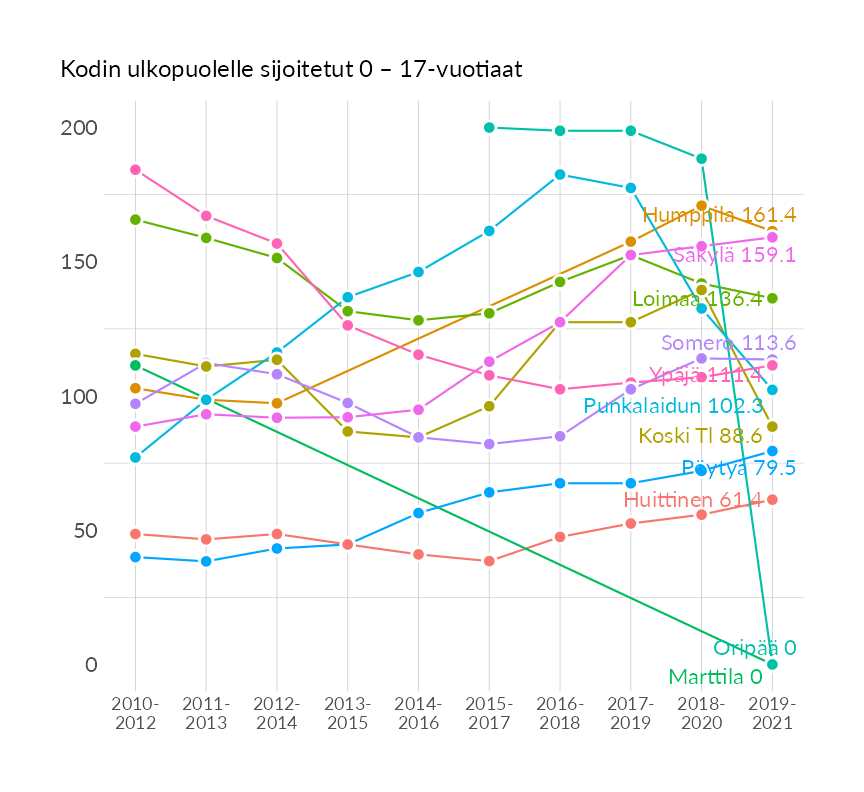 Kodin ulkopuolelle sijoitetut 0 – 17-vuotiaat
200
150
100
50
0
Humppila 161.4
Säkylä 159.1
Loimaa 136.4
Somero 113.6
Ypäjä 111.4
Punkalaidun 102.3
Koski Tl 88.6
Pöytyä 79.5
Huittinen 61.4
Oripää 0
Marttila 0
2010-
2012
2011-
2013
2012-
2014
2013-
2015
2014-
2016
2015-
2017
2016-
2018
2017-
2019
2018-
2020
2019-
2021